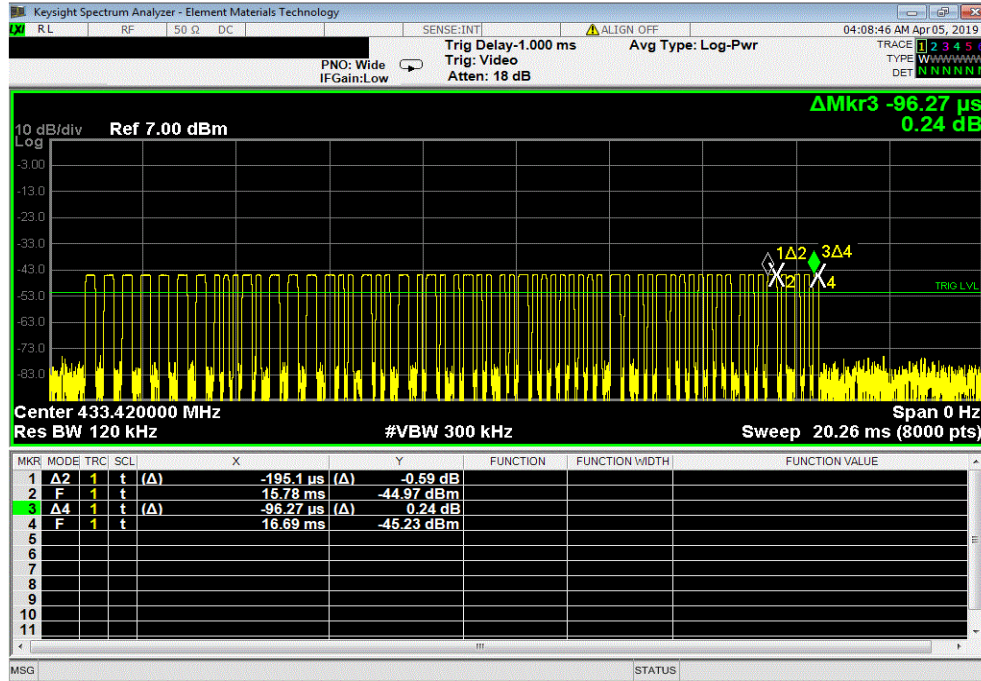 Keysight Spectrum Analyzer - Element Materials Technology
LXI RL RF 50 Ω DC SENSE:INT ALIGN OFF 04:08:46 AM Apr 05, 2019
Trig Delay-1.000 ms Avg Type: Log-Pwr TRACE 1 2 3 4 5 6
PNO: Wide Trig: Video TYPE WWWWWW
IFGain:Low Atten: 18 dB DET N N N N N N
ΔMkr3 -96.27 µs
10 dB/div Ref 7.00 dBm 0.24 dB
Log
-3.00
-13.0
-23.0
-33.0
1Δ2 3Δ4
-43.0
2 4
TRIG LVL
-53.0
-63.0
-73.0
-83.0
Center 433.420000 MHz Span 0 Hz
Res BW 120 kHz #VBW 300 kHz Sweep 20.26 ms (8000 pts)
MKR MODE TRC SCL X Y FUNCTION FUNCTION WIDTH FUNCTION VALUE
1 Δ2 1 t (Δ) -195.1 µs (Δ) -0.59 dB
2 F 1 t 15.78 ms -44.97 dBm
3 Δ4 1 t (Δ) -96.27 µs (Δ) 0.24 dB
4 F 1 t 16.69 ms -45.23 dBm
5
6
7
8
9
10
11
MSG STATUS